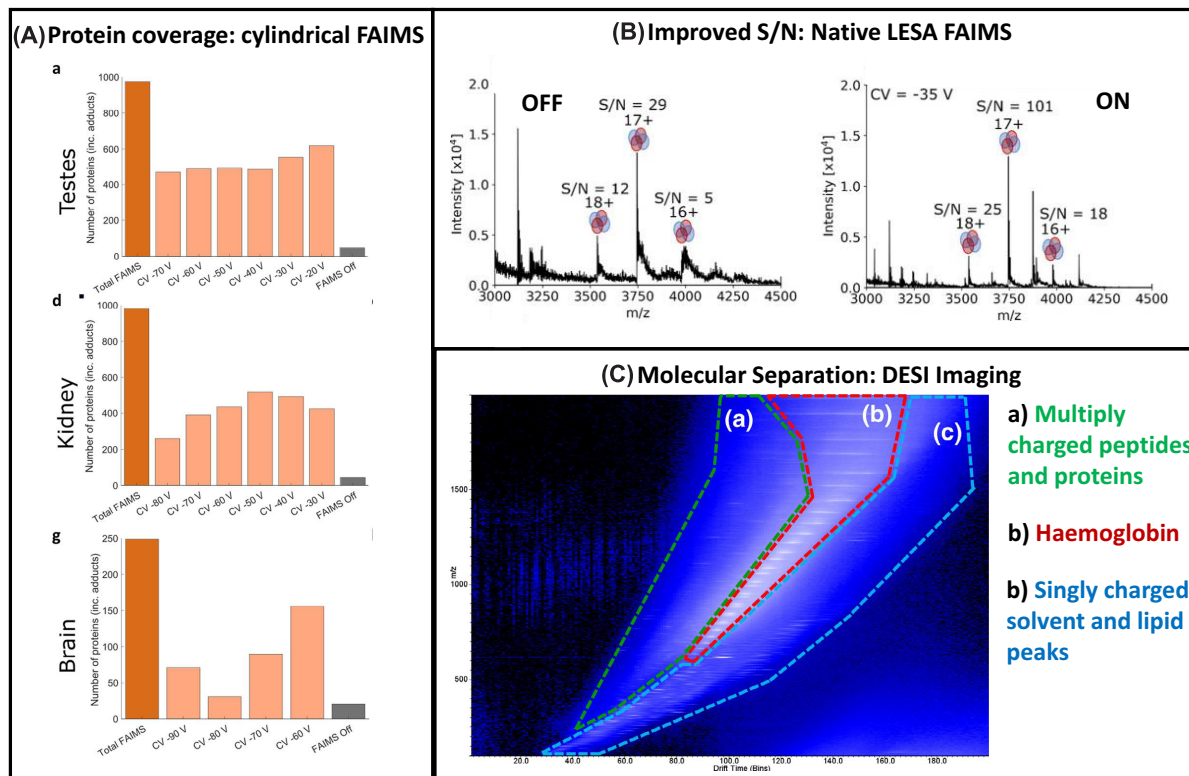 (A) Protein coverage: cylindrical FAIMS
a
Testes
Number of proteins (inc. adducts)
1000
800
600
400
200
0
Total FAIMS
CV -70 V
CV -60 V
CV -50 V
CV -40 V
CV -30 V
CV -20 V
FAIMS Off
d
Kidney
Number of proteins (inc. adducts)
1000
800
600
400
200
0
Total FAIMS
CV -80 V
CV -70 V
CV -60 V
CV -50 V
CV -40 V
CV -30 V
FAIMS Off
g
Brain
Number of proteins (inc. adducts)
250
200
150
100
50
0
Total FAIMS
CV -90 V
CV -80 V
CV -70 V
CV -60 V
FAIMS Off
(B) Improved S/N: Native LESA FAIMS
OFF
Intensity [x10⁴]
2.0
1.5
1.0
0.5
0.0
S/N = 29
17+
S/N = 12
18+
S/N = 5
16+
3000 3250 3500 3750 4000 4250 4500
m/z
CV = -35 V
ON
Intensity [x10⁴]
2.0
1.5
1.0
0.5
0.0
S/N = 101
17+
S/N = 25
18+
S/N = 18
16+
3000 3250 3500 3750 4000 4250 4500
m/z
(C) Molecular Separation: DESI Imaging
(a)
(b)
(c)
m/z
1500
1000
500
20.0 40.0 60.0 80.0 100.0 120.0 140.0 160.0 180.0
Drift Time (Bins)
a) Multiply
charged peptides
and proteins
b) Haemoglobin
b) Singly charged
solvent and lipid
peaks